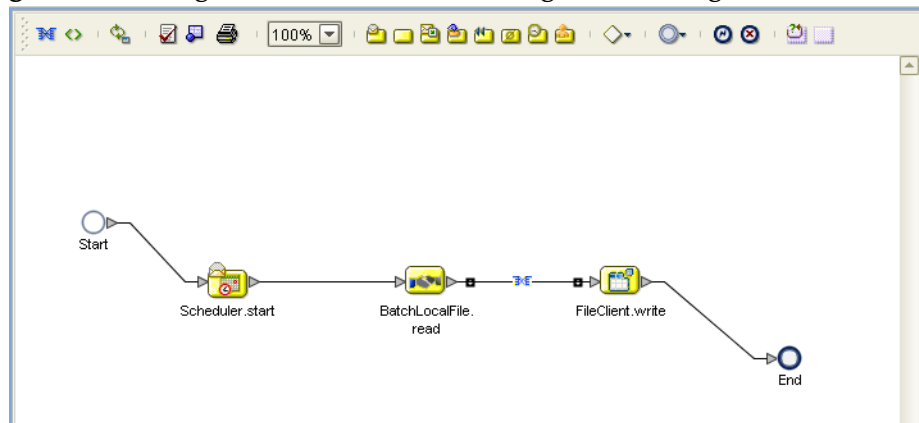 100%
Start
Scheduler.start
BatchLocalFile.
read
FileClient.write
End